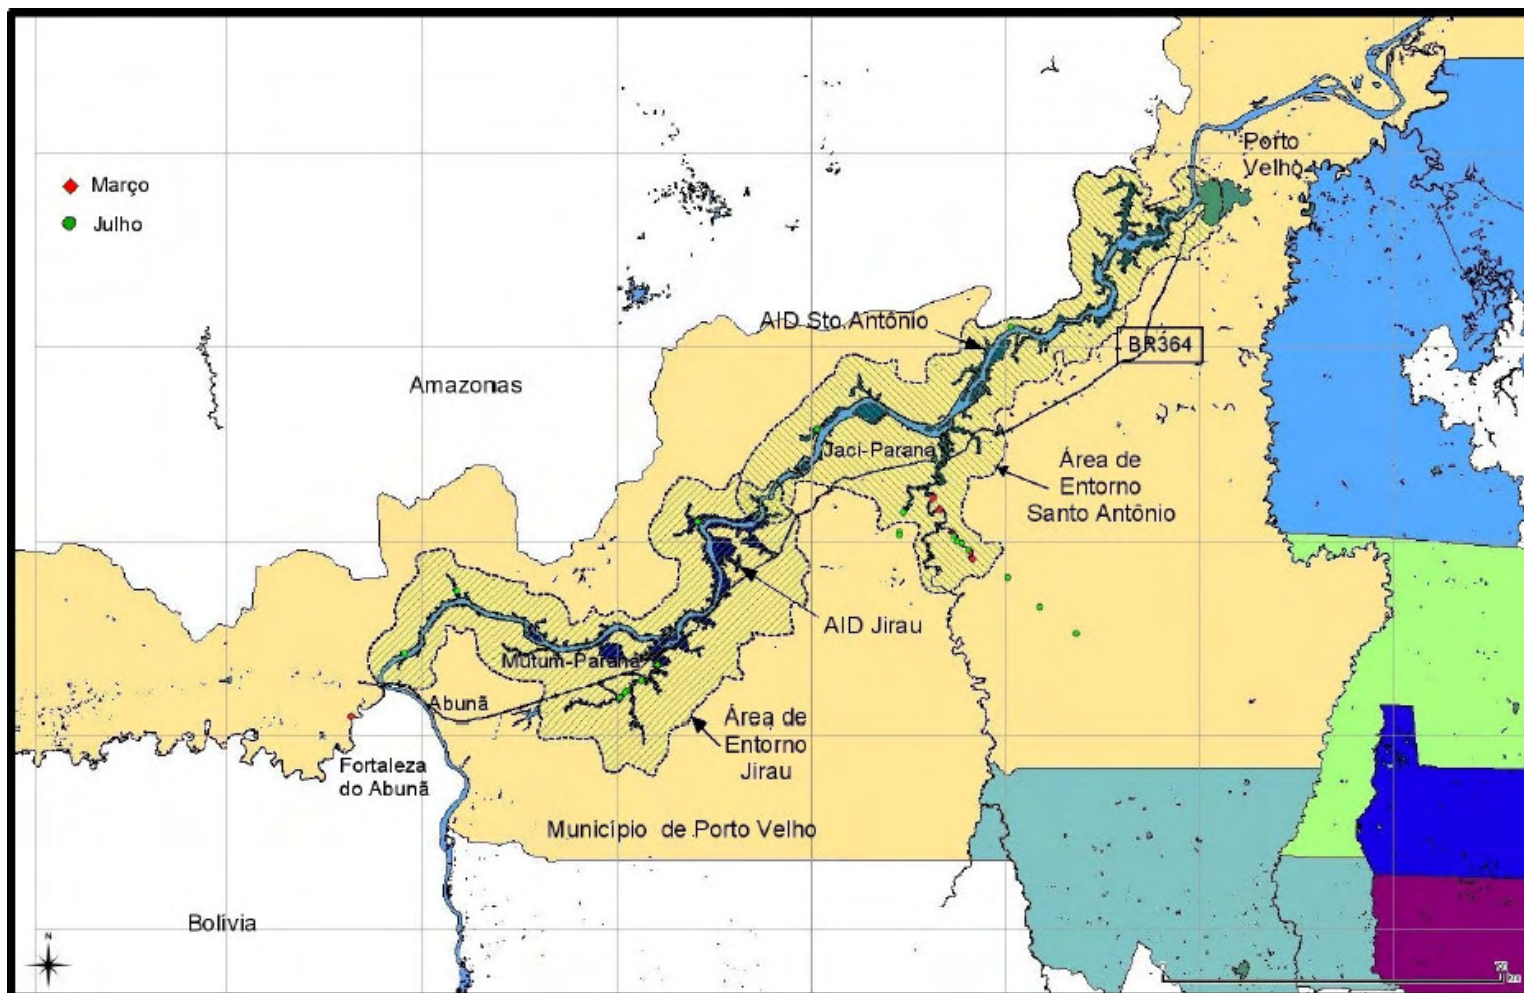 Porto
Velho
Março
Julho
AID Sto Antônio
BR364
Amazonas
Jaci-Paraná
Área de
Entorno
Santo Antônio
AID Jirau
Mutum-Paraná
Abunã
Área de
Entorno
Jirau
Fortaleza
do Abunã
Município de Porto Velho
Bolívia
N